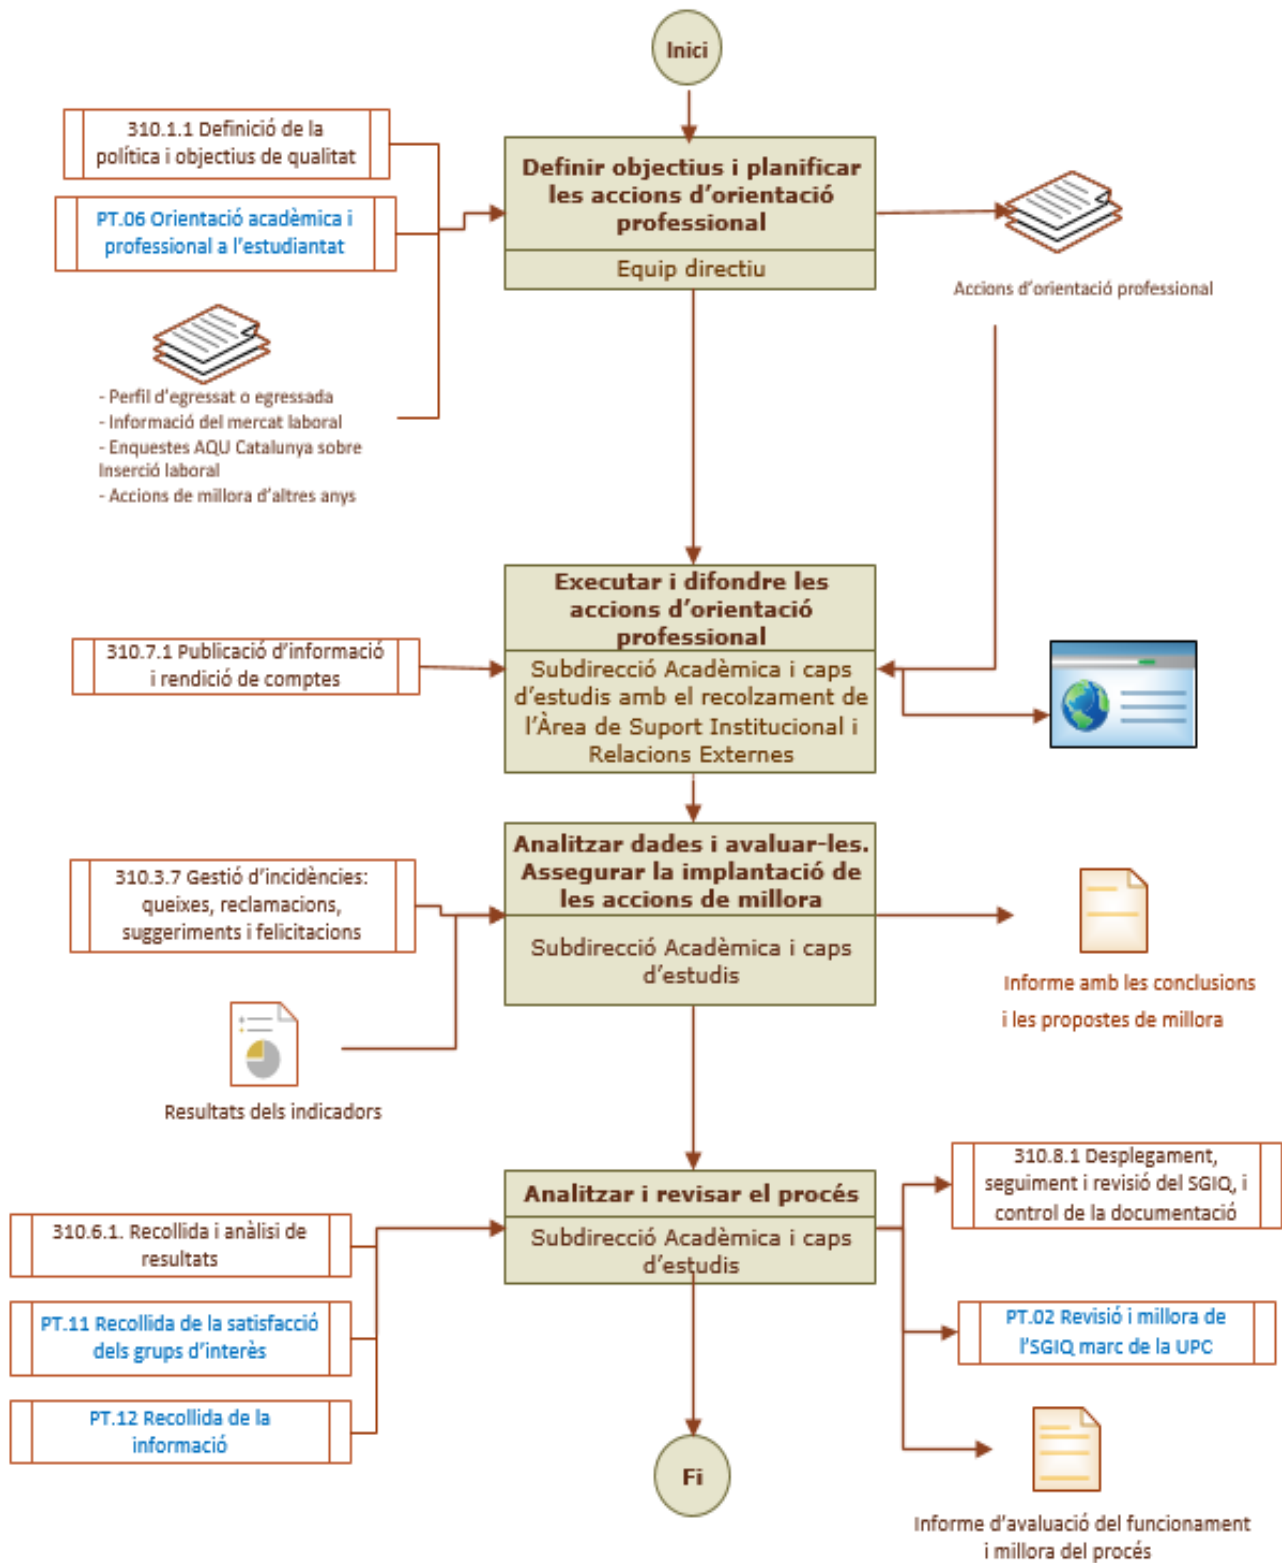 Inici
310.1.1 Definició de la
política i objectius de qualitat
PT.06 Orientació acadèmica i
professional a l'estudiantat
- Perfil d'egressat o egressada
- Informació del mercat laboral
- Enquestes AQU Catalunya sobre
Inserció laboral
- Accions de millora d'altres anys
Definir objectius i planificar
les accions d'orientació
professional
Equip directiu
Accions d'orientació professional
310.7.1 Publicació d'informació
i rendició de comptes
Executar i difondre les
accions d'orientació
professional
Subdirecció Acadèmica i caps
d'estudis amb el recolzament de
l'Àrea de Suport Institucional i
Relacions Externes
310.3.7 Gestió d'incidències:
queixes, reclamacions,
suggeriments i felicitacions
Resultats dels indicadors
Analitzar dades i avaluar-les.
Assegurar la implantació de
les accions de millora
Subdirecció Acadèmica i caps
d'estudis
Informe amb les conclusions
i les propostes de millora
310.6.1. Recollida i anàlisi de
resultats
PT.11 Recollida de la satisfacció
dels grups d'interès
PT.12 Recollida de la
informació
Analitzar i revisar el procés
Subdirecció Acadèmica i caps
d'estudis
310.8.1 Desplegament,
seguiment i revisió del SGIQ, i
control de la documentació
PT.02 Revisió i millora de
l'SGIQ marc de la UPC
Informe d'avaluació del funcionament
i millora del procés
Fi